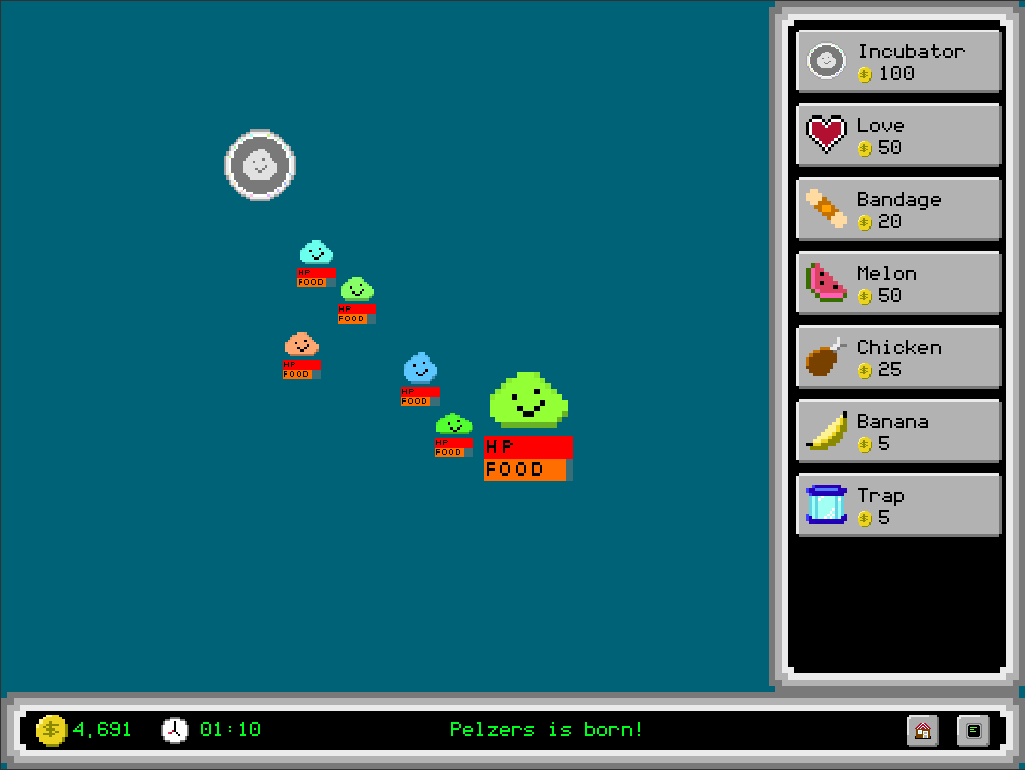 Incubator
100
Love
50
Bandage
20
Melon
50
Chicken
25
Banana
5
Trap
5
HP
FOOD
HP
FOOD
HP
FOOD
HP
FOOD
HP
FOOD
HP
FOOD
4,691 01:10 Pelzers is born!